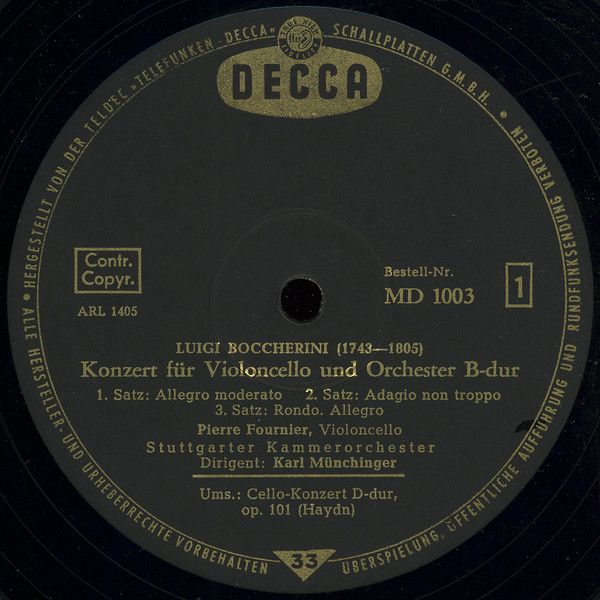 HERGESTELLT VON DER TELDEC »TELEFUNKEN - DECCA« SCHALLPLATTEN G.M.B.H.
DECCA
Contr.
Copyr.
ARL 1405
Bestell-Nr.
MD 1003
1
LUIGI BOCCHERINI (1743—1805)
Konzert für Violoncello und Orchester B-dur
1. Satz: Allegro moderato 2. Satz: Adagio non troppo
3. Satz: Rondo. Allegro
Pierre Fournier, Violoncello
Stuttgarter Kammerorchester
Dirigent: Karl Münchinger
Ums.: Cello-Konzert D-dur,
op. 101 (Haydn)
ALLE HERSTELLER- UND URHEBERRECHTE VORBEHALTEN
33
ÜBERSPIELUNG, ÖFFENTLICHE AUFFÜHRUNG UND RUNDFUNKSENDUNG VERBOTEN